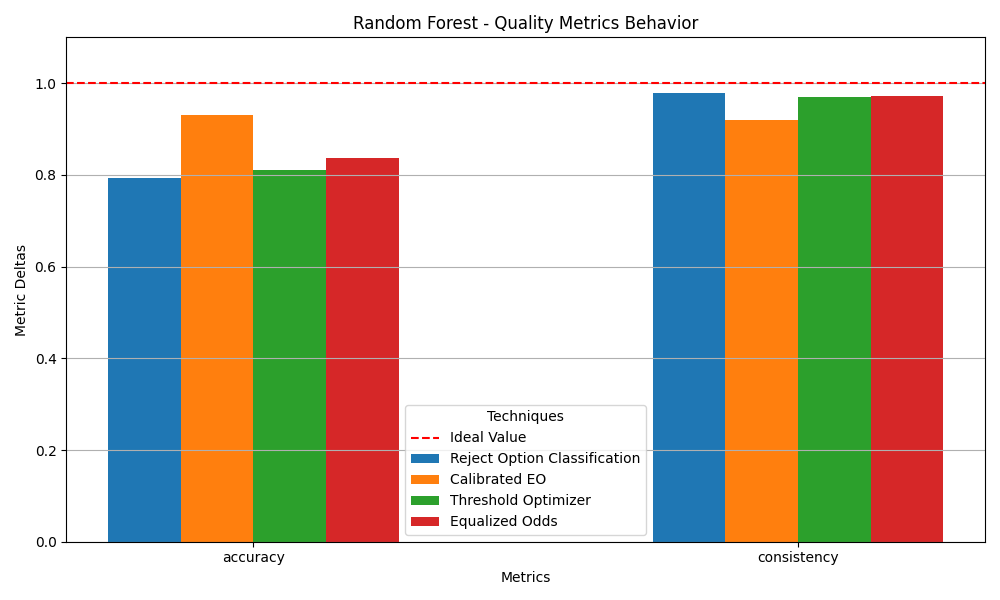 Random Forest - Quality Metrics Behavior
Metric Deltas
1.0
0.8
0.6
0.4
0.2
0.0
Techniques
Ideal Value
Reject Option Classification
Calibrated EO
Threshold Optimizer
Equalized Odds
accuracy
consistency
Metrics